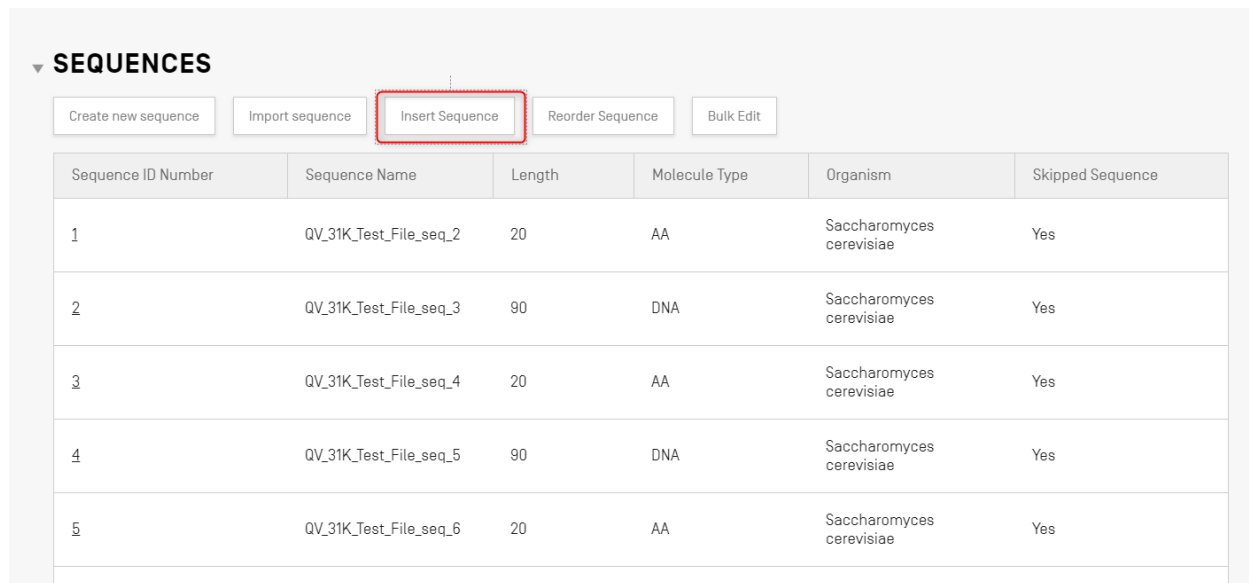 SEQUENCES
Create new sequence Import sequence Insert Sequence Reorder Sequence Bulk Edit
Sequence ID Number Sequence Name Length Molecule Type Organism Skipped Sequence
1 QV_31K_Test_File_seq_2 20 AA Saccharomyces cerevisiae Yes
2 QV_31K_Test_File_seq_3 90 DNA Saccharomyces cerevisiae Yes
3 QV_31K_Test_File_seq_4 20 AA Saccharomyces cerevisiae Yes
4 QV_31K_Test_File_seq_5 90 DNA Saccharomyces cerevisiae Yes
5 QV_31K_Test_File_seq_6 20 AA Saccharomyces cerevisiae Yes